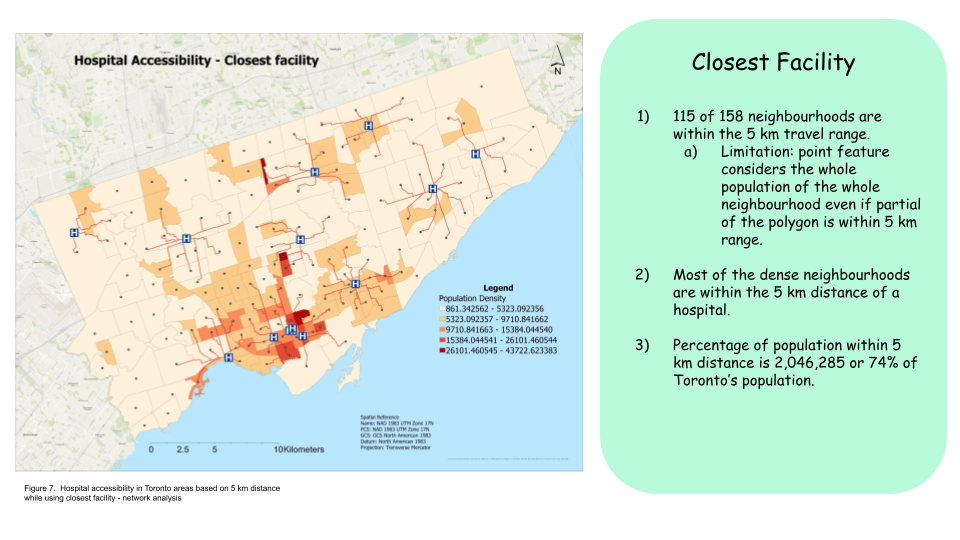 Hospital Accessibility - Closest facility
N
H
H
H
H
H
H
H
H
H
H
H
H
Legend
Population Density
861.342562 - 5323.092356
5323.092357 - 9710.841662
9710.841663 - 15384.044540
15384.044541 - 26101.460544
26101.460545 - 43722.623383
Spatial Reference
Name: NAD 1983 UTM Zone 17N
PCS: NAD 1983 UTM Zone 17N
GCS: GCS North American 1983
Datum: North American 1983
Projection: Transverse Mercator
0 2.5 5 10Kilometers
Figure 7. Hospital accessibility in Toronto areas based on 5 km distance
while using closest facility - network analysis
Closest Facility
1) 115 of 158 neighbourhoods are
within the 5 km travel range.
a) Limitation: point feature
considers the whole
population of the whole
neighbourhood even if partial
of the polygon is within 5 km
range.
2) Most of the dense neighbourhoods
are within the 5 km distance of a
hospital.
3) Percentage of population within 5
km distance is 2,046,285 or 74% of
Toronto's population.